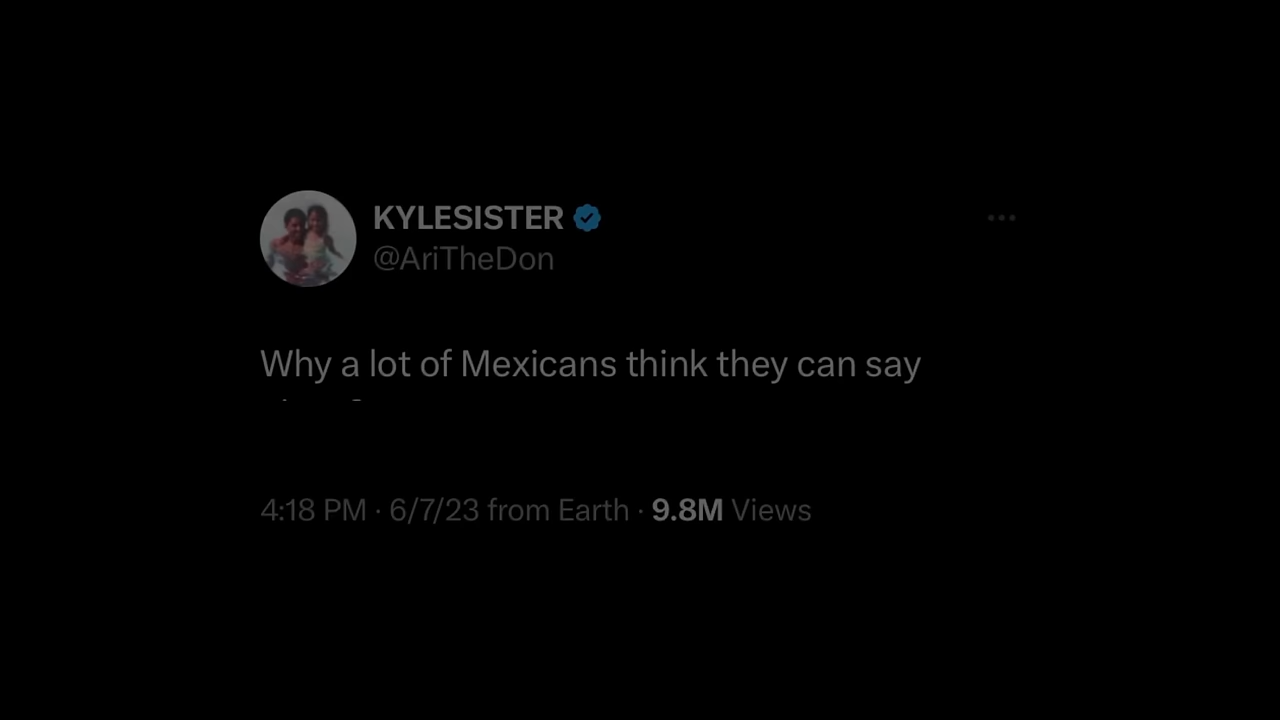 KYLESISTER
@AriTheDon
Why a lot of Mexicans think they can say
4:18 PM · 6/7/23 from Earth · 9.8M Views